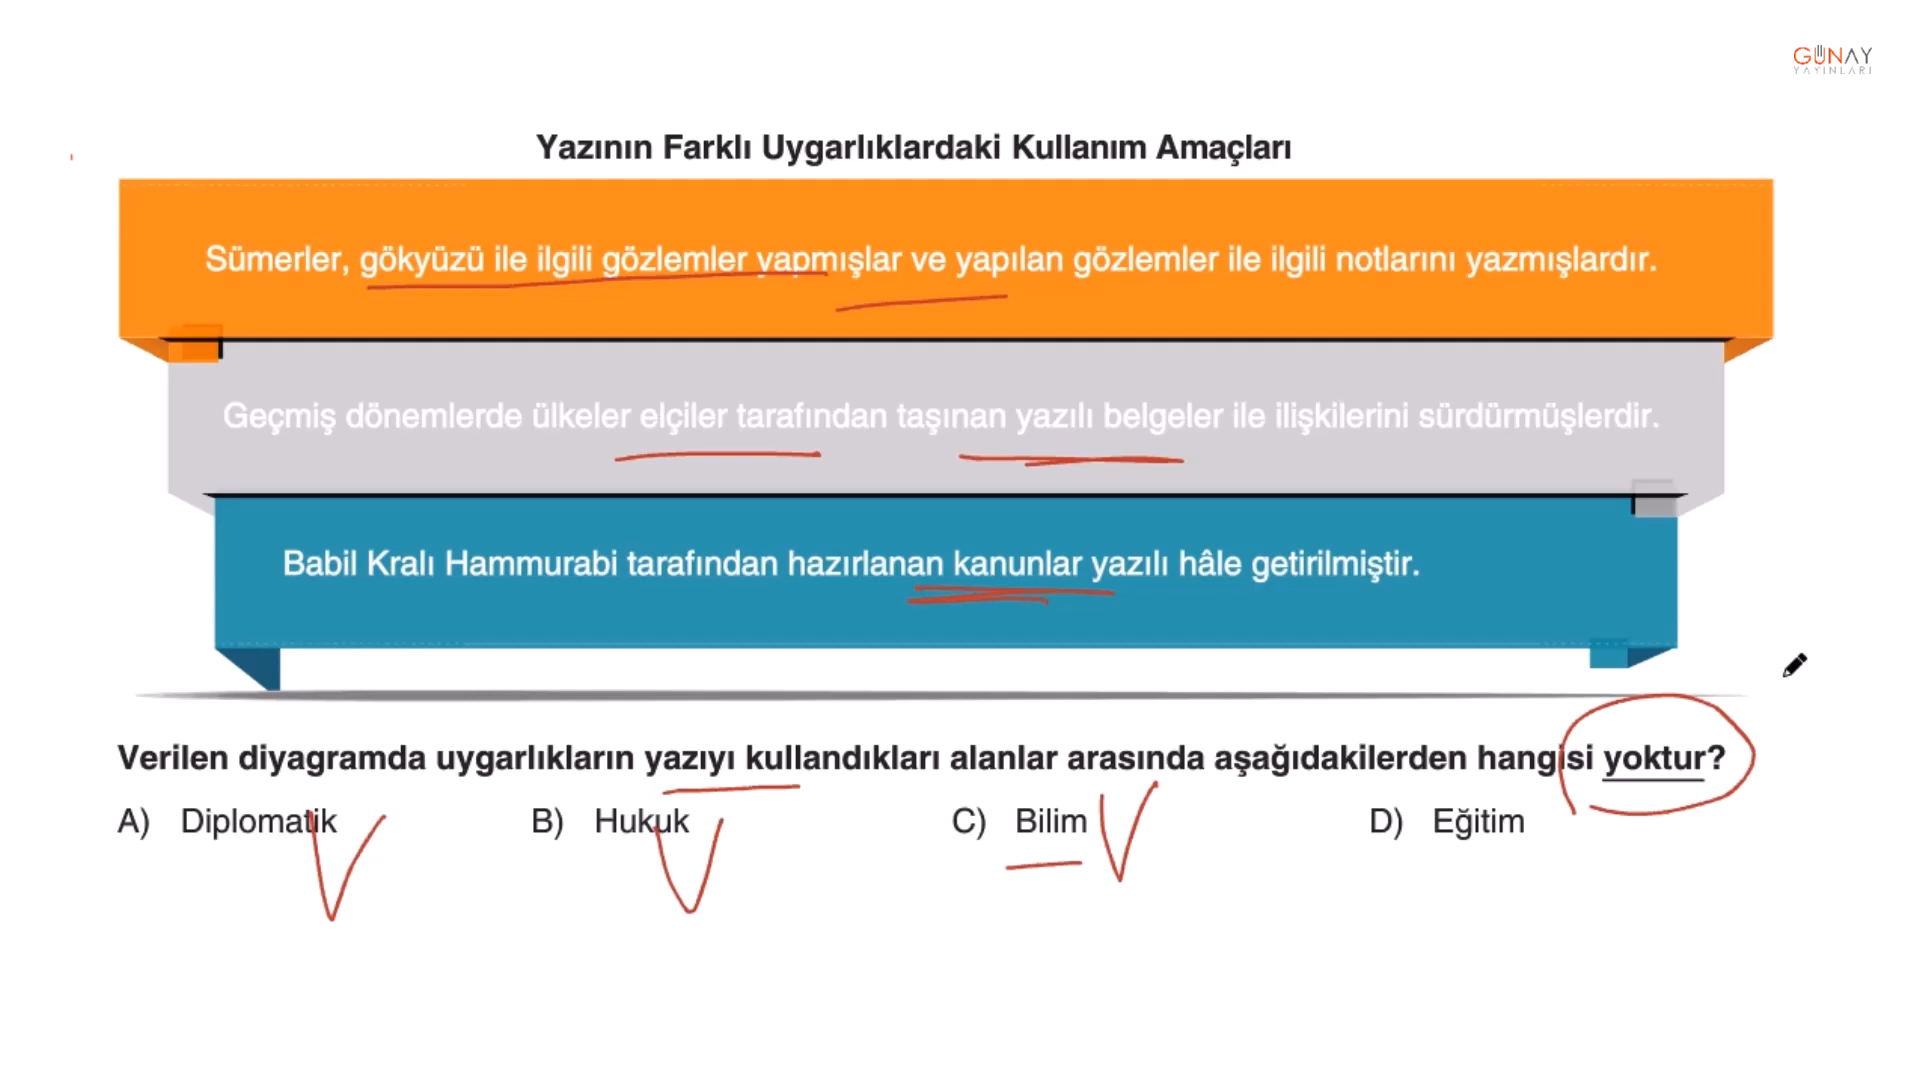 GÜNAY
YAYINLARI
Yazının Farklı Uygarlıklardaki Kullanım Amaçları
Sümerler, gökyüzü ile ilgili gözlemler yapmışlar ve yapılan gözlemler ile ilgili notlarını yazmışlardır.
Geçmiş dönemlerde ülkeler elçiler tarafından taşınan yazılı belgeler ile ilişkilerini sürdürmüşlerdir.
Babil Kralı Hammurabi tarafından hazırlanan kanunlar yazılı hâle getirilmiştir.
Verilen diyagramda uygarlıkların yazıyı kullandıkları alanlar arasında aşağıdakilerden hangisi yoktur?
A) Diplomatik B) Hukuk C) Bilim D) Eğitim